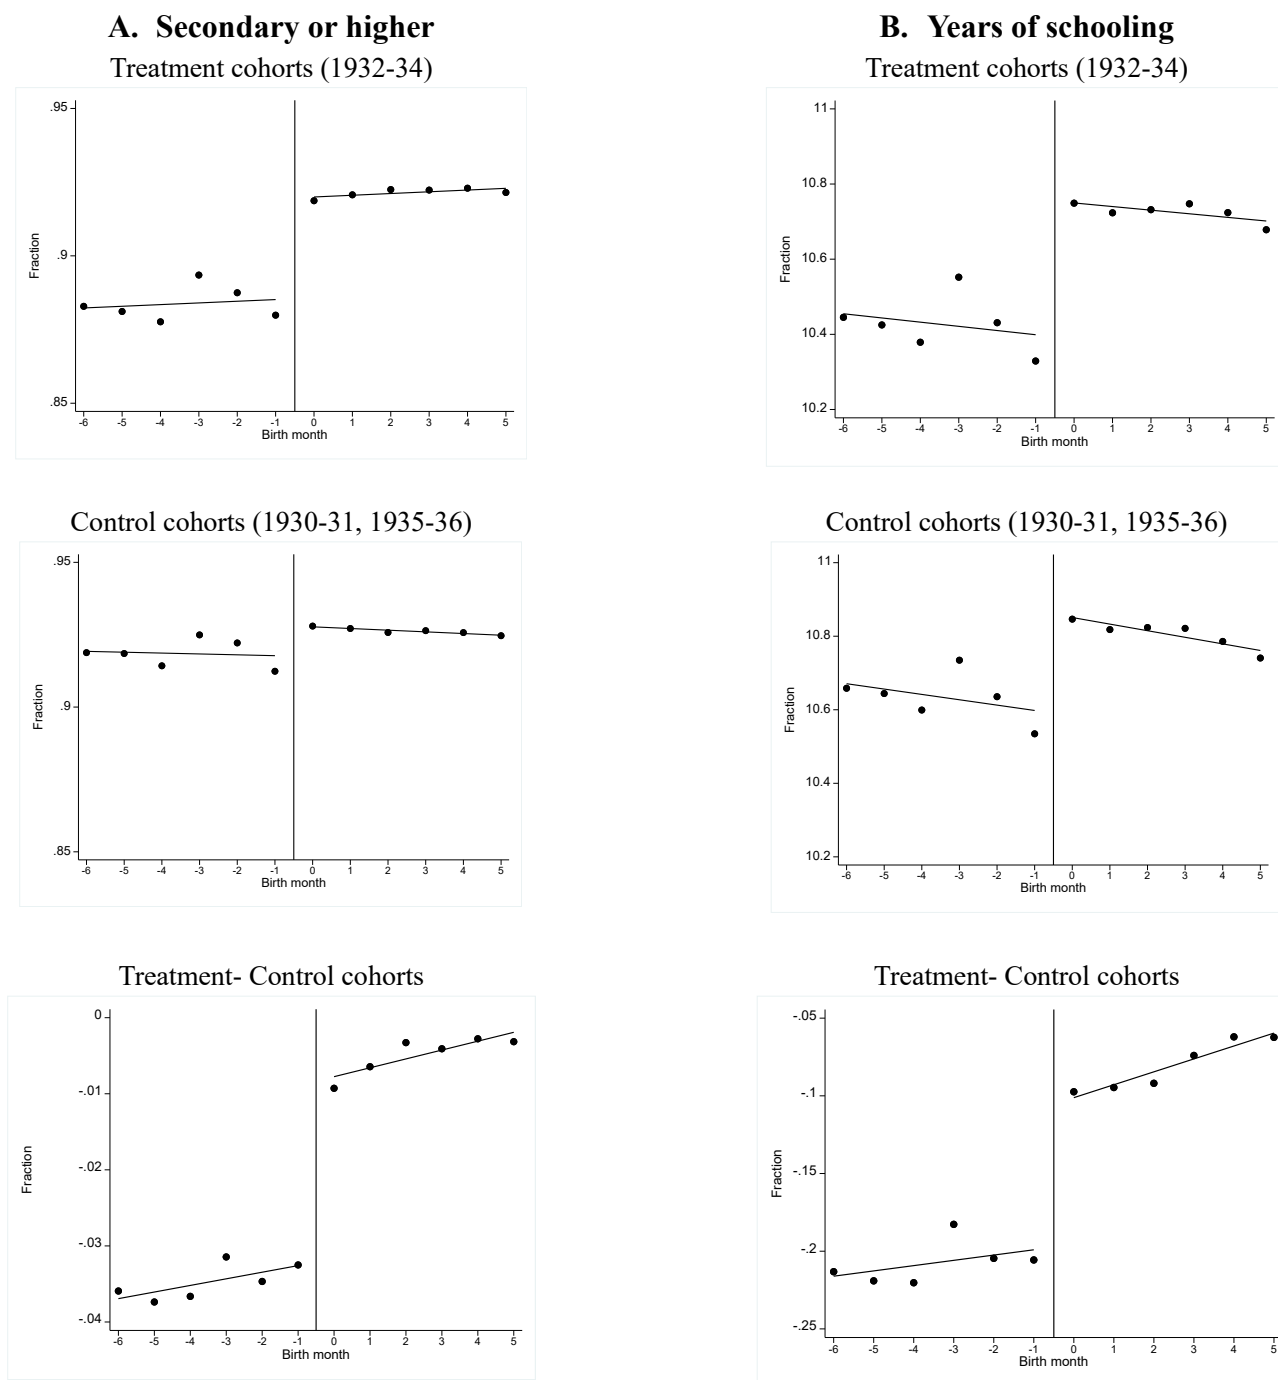 A. Secondary or higher
Treatment cohorts (1932-34)
.95
.9
.85
Fraction
-6 -5 -4 -3 -2 -1 0 1 2 3 4 5
Birth month
B. Years of schooling
Treatment cohorts (1932-34)
11
10.8
10.6
10.4
10.2
Fraction
-6 -5 -4 -3 -2 -1 0 1 2 3 4 5
Birth month
Control cohorts (1930-31, 1935-36)
.95
.9
.85
Fraction
-6 -5 -4 -3 -2 -1 0 1 2 3 4 5
Birth month
Control cohorts (1930-31, 1935-36)
11
10.8
10.6
10.4
10.2
Fraction
-6 -5 -4 -3 -2 -1 0 1 2 3 4 5
Birth month
Treatment- Control cohorts
0
-.01
-.02
-.03
-.04
Fraction
-6 -5 -4 -3 -2 -1 0 1 2 3 4 5
Birth month
Treatment- Control cohorts
-.05
-.1
-.15
-.2
-.25
Fraction
-6 -5 -4 -3 -2 -1 0 1 2 3 4 5
Birth month